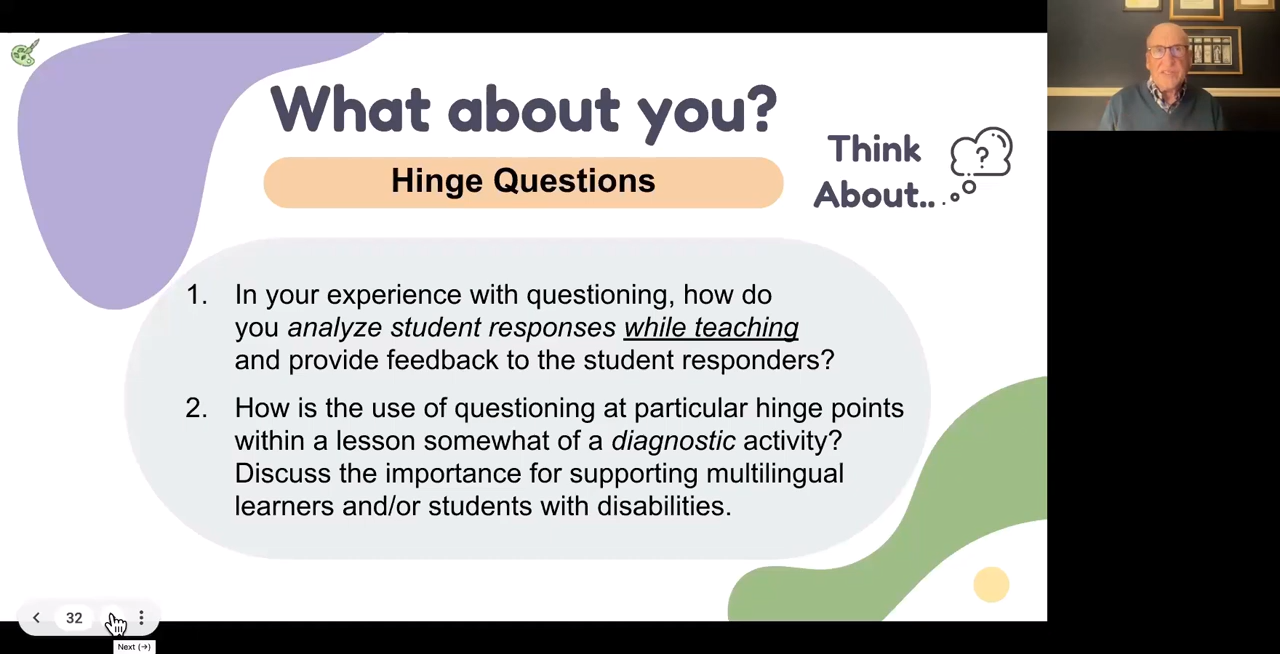 What about you?
Hinge Questions
Think
About..
?
1. In your experience with questioning, how do
you analyze student responses while teaching
and provide feedback to the student responders?
2. How is the use of questioning at particular hinge points
within a lesson somewhat of a diagnostic activity?
Discuss the importance for supporting multilingual
learners and/or students with disabilities.
32
Next (→)